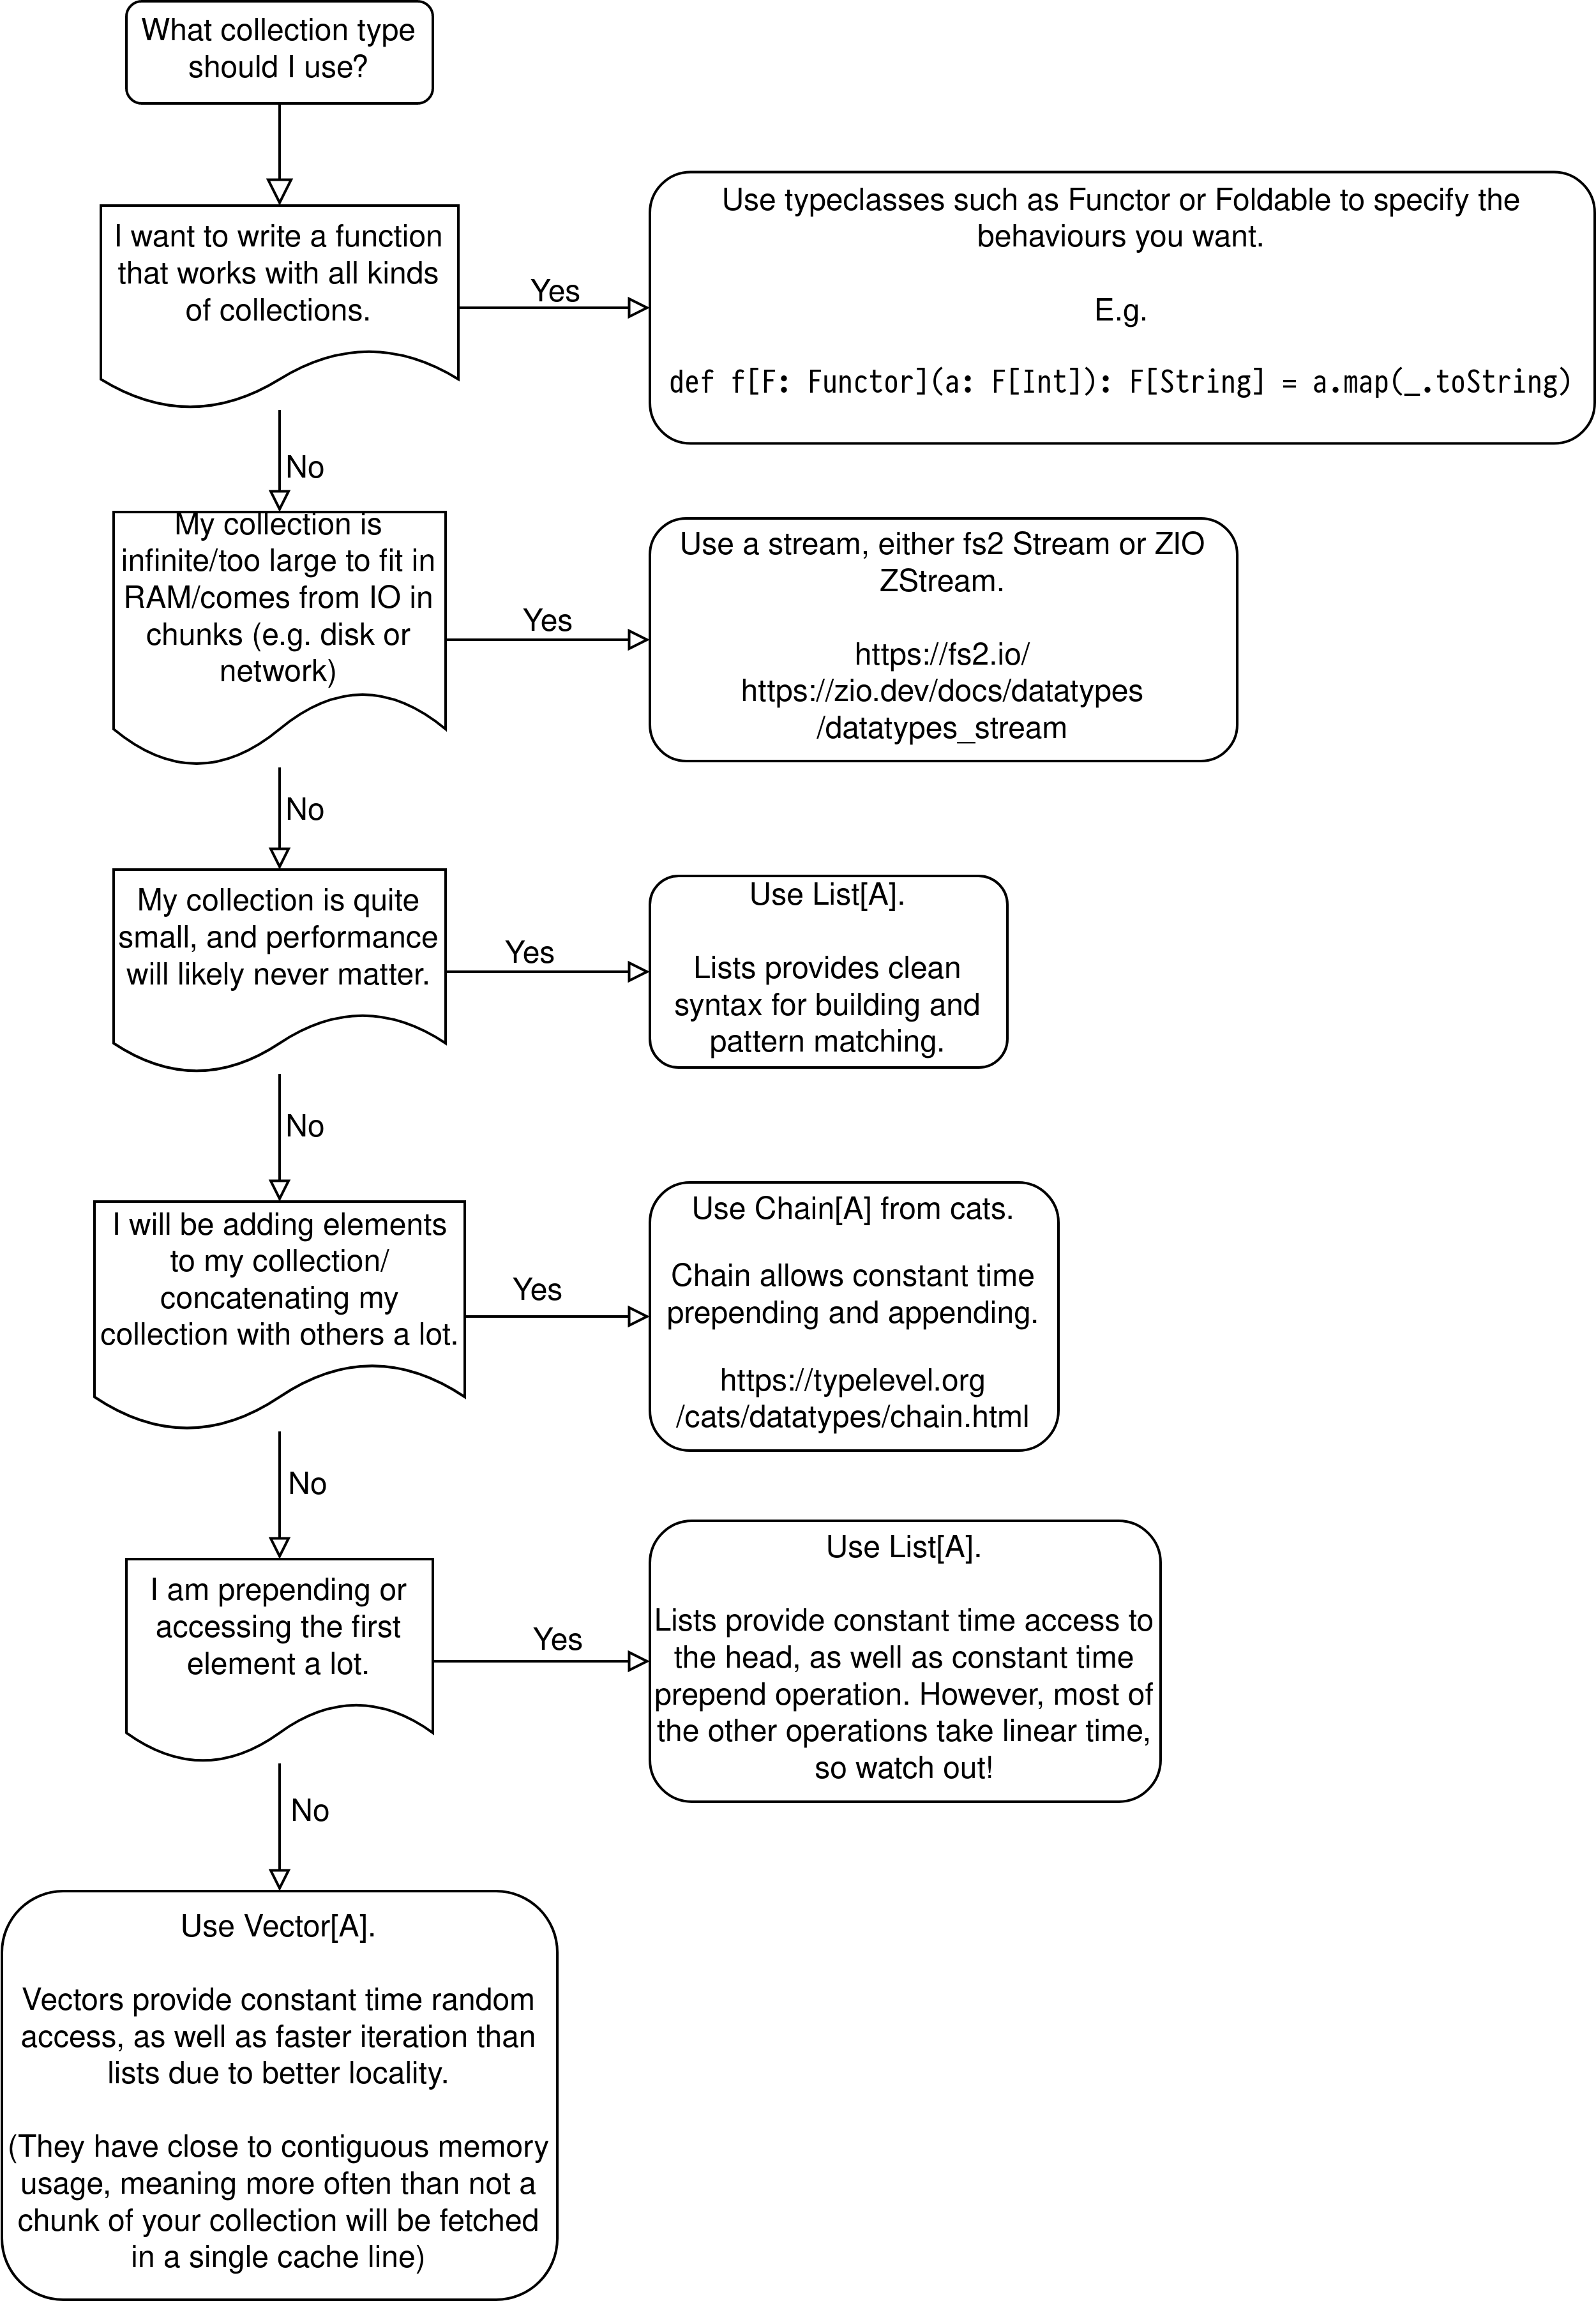 What collection type
should I use?
I want to write a function
that works with all kinds
of collections.
Yes
Use typeclasses such as Functor or Foldable to specify the
behaviours you want.
E.g.
def f[F: Functor](a: F[Int]): F[String] = a.map(_.toString)
No
My collection is
infinite/too large to fit in
RAM/comes from IO in
chunks (e.g. disk or
network)
Yes
Use a stream, either fs2 Stream or ZIO
ZStream.
https://fs2.io/
https://zio.dev/docs/datatypes
/datatypes_stream
No
My collection is quite
small, and performance
will likely never matter.
Yes
Use List[A].
Lists provides clean
syntax for building and
pattern matching.
No
I will be adding elements
to my collection/
concatenating my
collection with others a lot.
Yes
Use Chain[A] from cats.
Chain allows constant time
prepending and appending.
https://typelevel.org
/cats/datatypes/chain.html
No
I am prepending or
accessing the first
element a lot.
Yes
Use List[A].
Lists provide constant time access to
the head, as well as constant time
prepend operation. However, most of
the other operations take linear time,
so watch out!
No
Use Vector[A].
Vectors provide constant time random
access, as well as faster iteration than
lists due to better locality.
(They have close to contiguous memory
usage, meaning more often than not a
chunk of your collection will be fetched
in a single cache line)